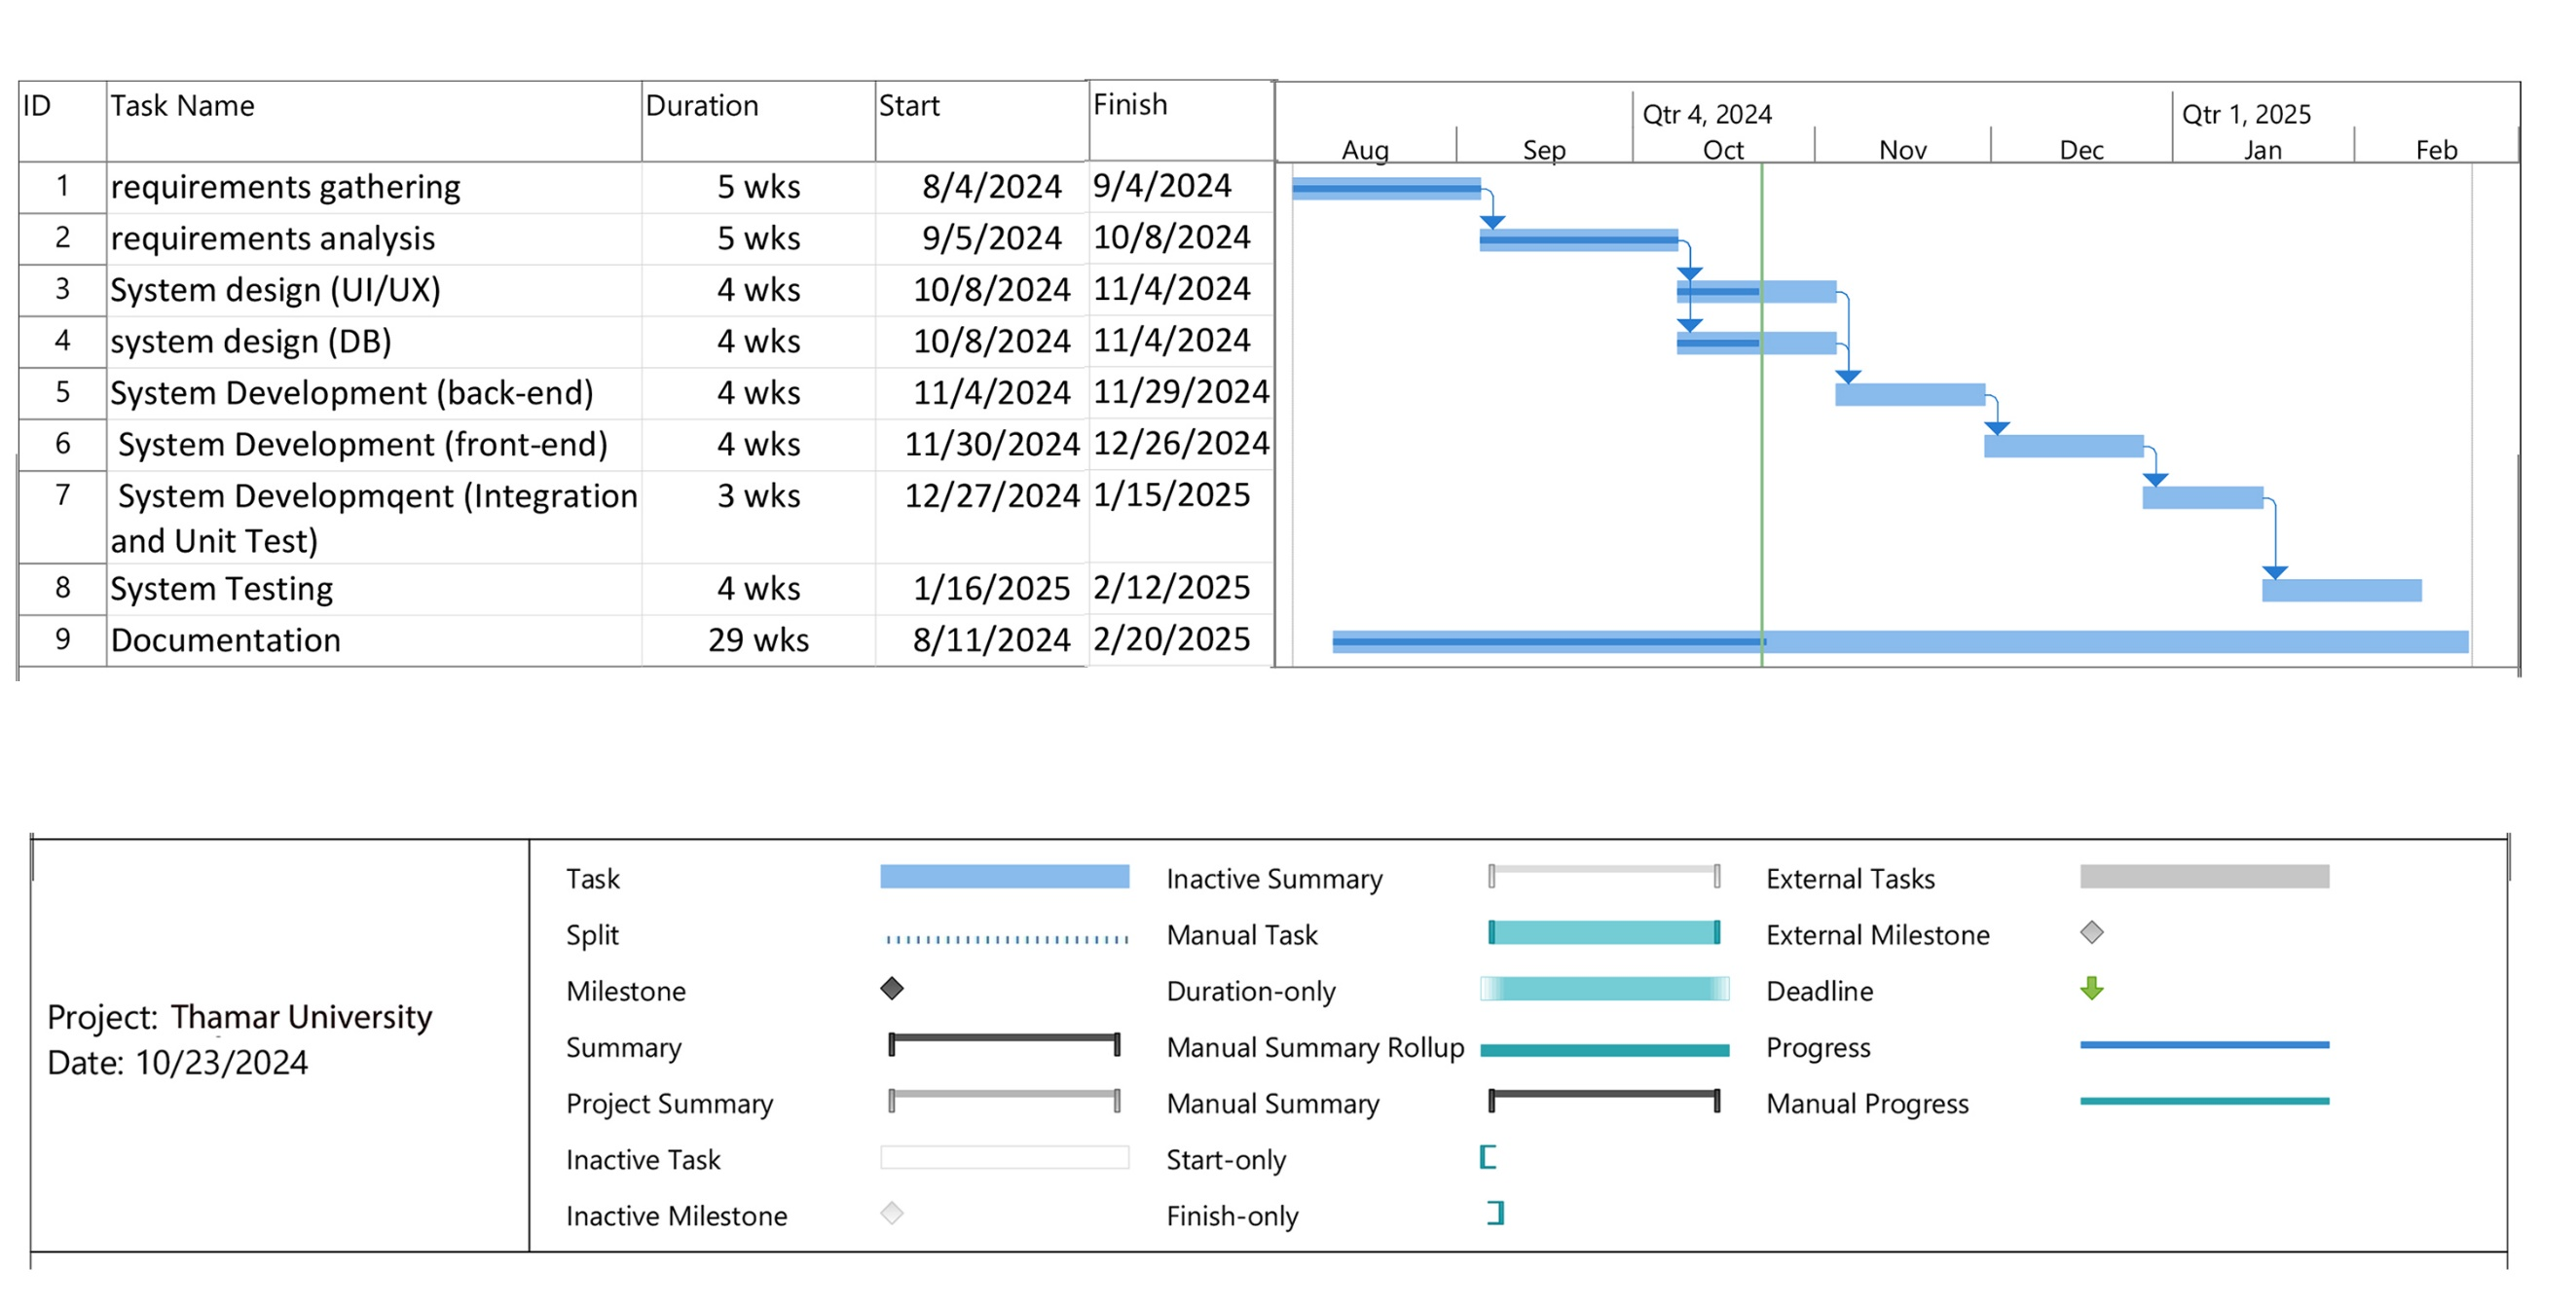 ID Task Name Duration Start Finish
Qtr 4, 2024 Qtr 1, 2025
Aug Sep Oct Nov Dec Jan Feb
1 requirements gathering 5 wks 8/4/2024 9/4/2024
2 requirements analysis 5 wks 9/5/2024 10/8/2024
3 System design (UI/UX) 4 wks 10/8/2024 11/4/2024
4 system design (DB) 4 wks 10/8/2024 11/4/2024
5 System Development (back-end) 4 wks 11/4/2024 11/29/2024
6 System Development (front-end) 4 wks 11/30/2024 12/26/2024
7 System Developmqent (Integration 3 wks 12/27/2024 1/15/2025
and Unit Test)
8 System Testing 4 wks 1/16/2025 2/12/2025
9 Documentation 29 wks 8/11/2024 2/20/2025
Project: Thamar University
Date: 10/23/2024
Task
Split
Milestone
Summary
Project Summary
Inactive Task
Inactive Milestone
Inactive Summary
Manual Task
Duration-only
Manual Summary Rollup
Manual Summary
Start-only
Finish-only
External Tasks
External Milestone
Deadline
Progress
Manual Progress